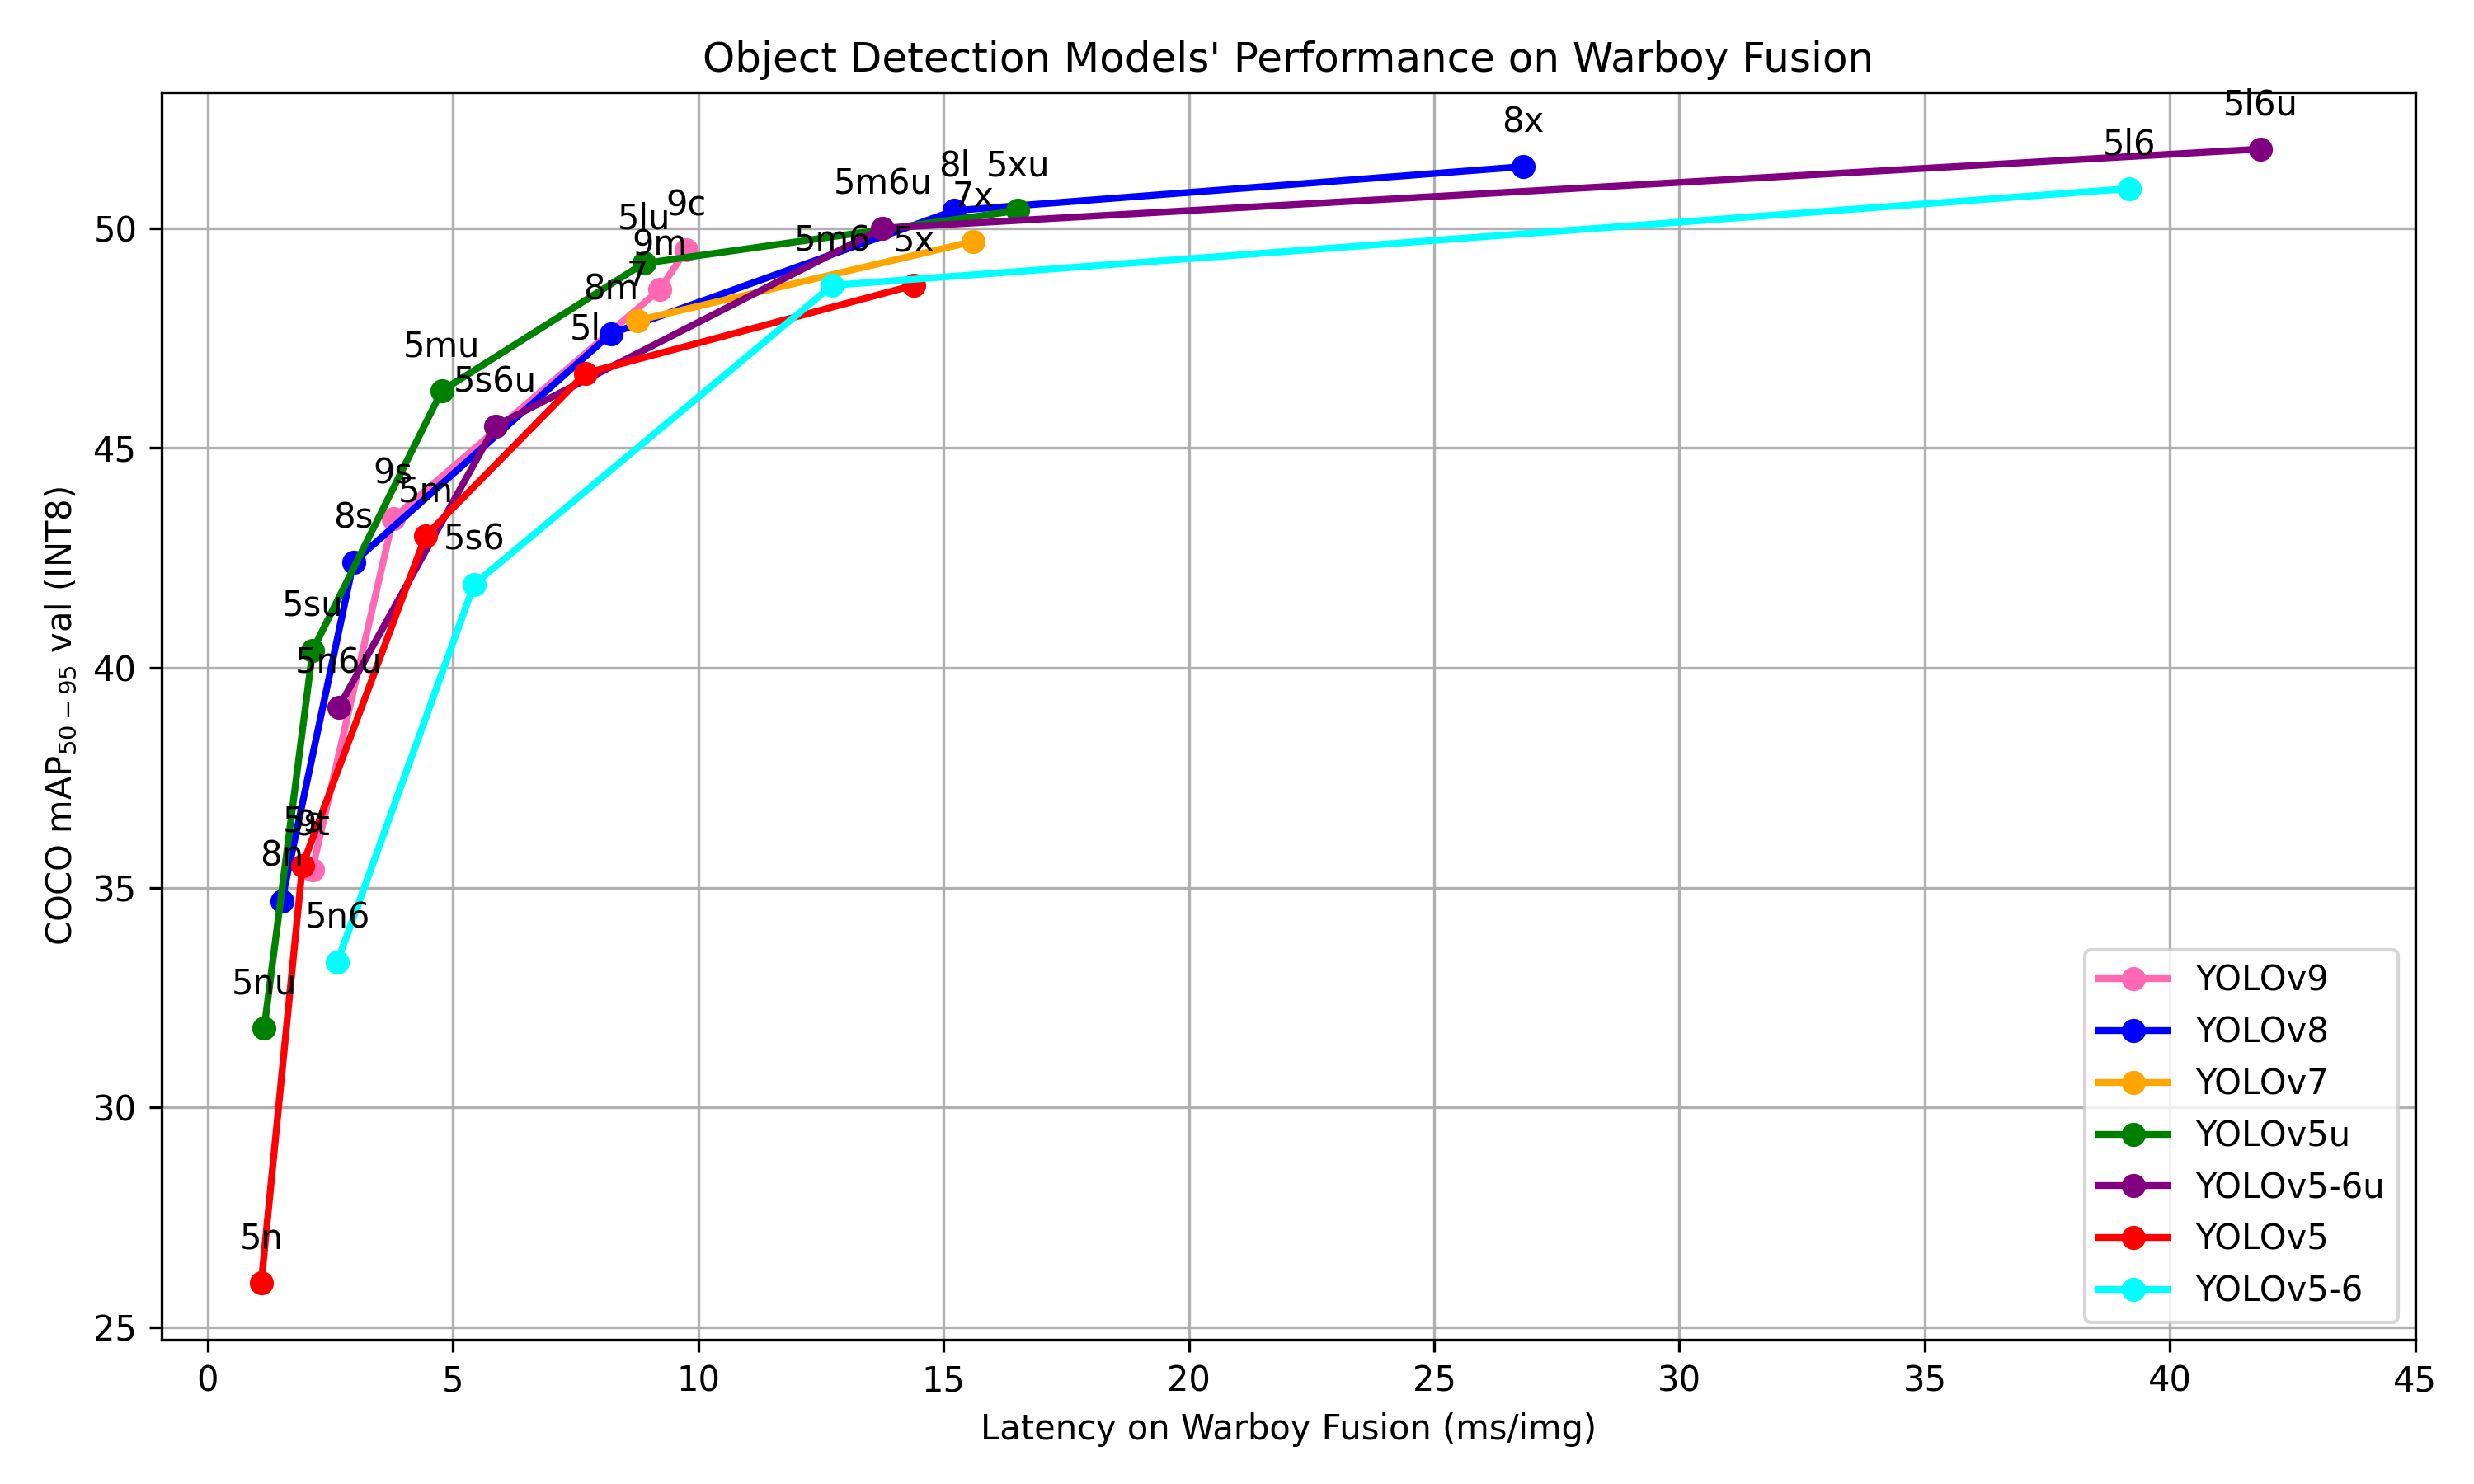 Object Detection Models' Performance on Warboy Fusion
COCO mAP50−95 val (INT8)
50
45
40
35
30
25
5l6u
8x
5l6
8l
5xu
5m6u
7x
9c
5lu
9m
5m6
5x
7
8m
5l
5mu
5s6u
9s
5m
8s
5s6
5su
5n6u
5s
9t
8n
5n6
5nu
5n
YOLOv9
YOLOv8
YOLOv7
YOLOv5u
YOLOv5-6u
YOLOv5
YOLOv5-6
0 5 10 15 20 25 30 35 40 45
Latency on Warboy Fusion (ms/img)